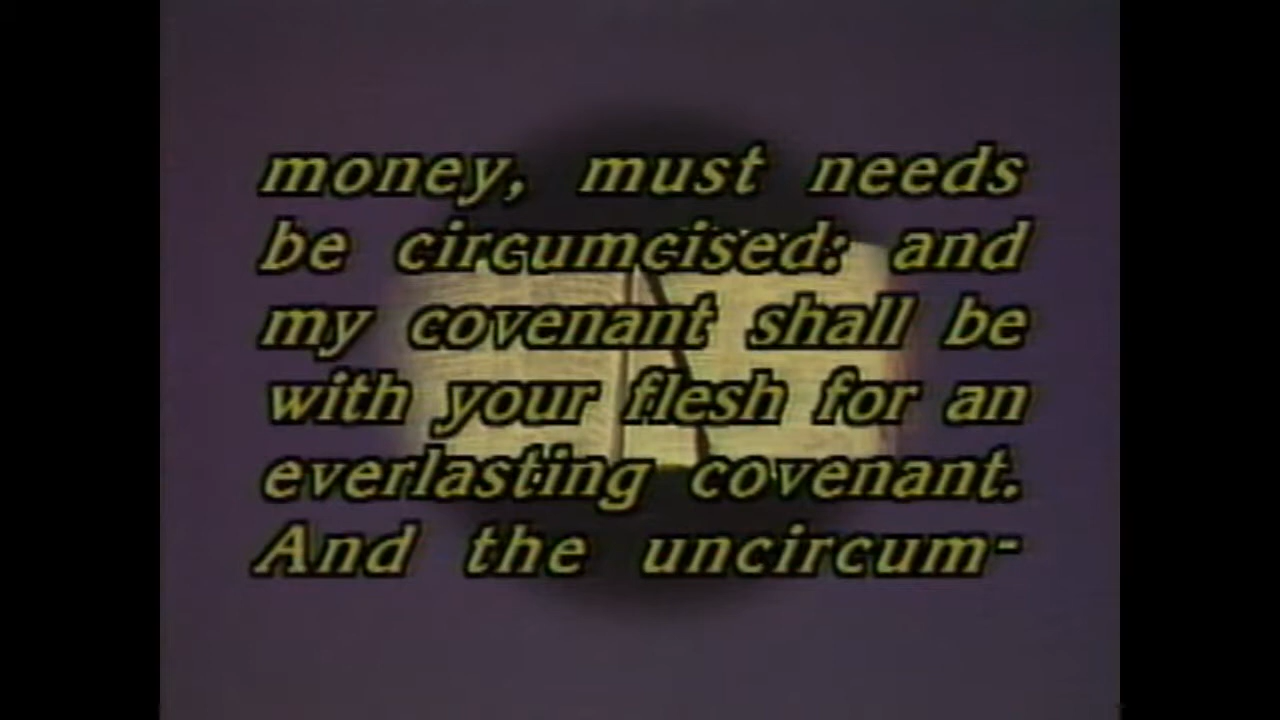 money, must needs
be circumcised: and
my covenant shall be
with your flesh for an
everlasting covenant.
And the uncircum-